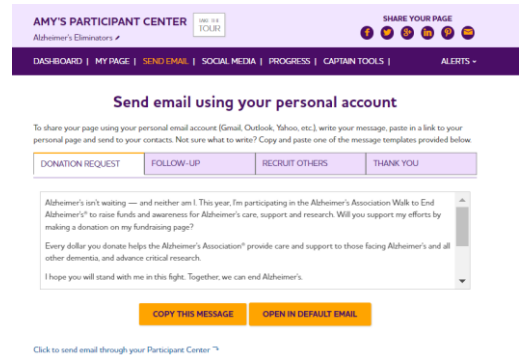 AMY'S PARTICIPANT CENTER
TOUR
SHARE YOUR PAGE
Alzheimer's Eliminators
DASHBOARD | MY PAGE | SEND EMAIL | SOCIAL MEDIA | PROGRESS | CAPTAIN TOOLS | ALERTS
Send email using your personal account
To share your page using your personal email account (Gmail, Outlook, Yahoo, etc.), write your message, paste in a link to your
personal page and send to your contacts. Not sure what to write? Copy and paste one of the message templates provided below.
DONATION REQUEST FOLLOW-UP RECRUIT OTHERS THANK YOU
Alzheimer's isn't waiting — and neither am I. This year, I'm participating in the Alzheimer's Association Walk to End
Alzheimer's® to raise funds and awareness for Alzheimer's care, support and research. Will you support my efforts by
making a donation on my fundraising page?
Every dollar you donate helps the Alzheimer's Association® provide care and support to those facing Alzheimer's and all
other dementia, and advance critical research.
I hope you will stand with me in this fight. Together, we can end Alzheimer's.
COPY THIS MESSAGE OPEN IN DEFAULT EMAIL
Click to send email through your Participant Center